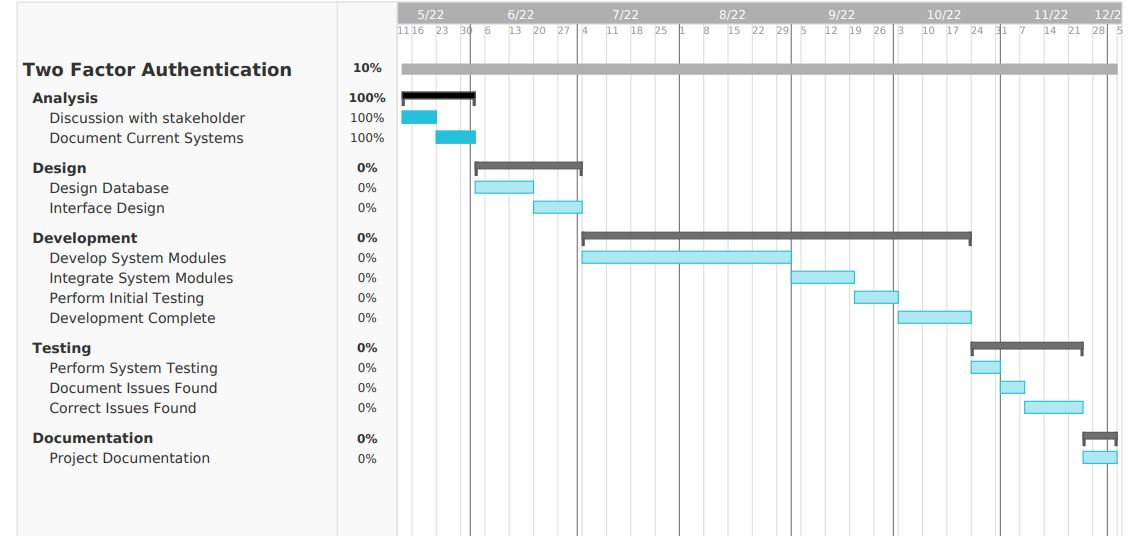 5/22 6/22 7/22 8/22 9/22 10/22 11/22 12/2
11 16 23 30 6 13 20 27 4 11 18 25 1 8 15 22 29 5 12 19 26 3 10 17 24 31 7 14 21 28 5
Two Factor Authentication 10%
Analysis 100%
Discussion with stakeholder 100%
Document Current Systems 100%
Design 0%
Design Database 0%
Interface Design 0%
Development 0%
Develop System Modules 0%
Integrate System Modules 0%
Perform Initial Testing 0%
Development Complete 0%
Testing 0%
Perform System Testing 0%
Document Issues Found 0%
Correct Issues Found 0%
Documentation 0%
Project Documentation 0%